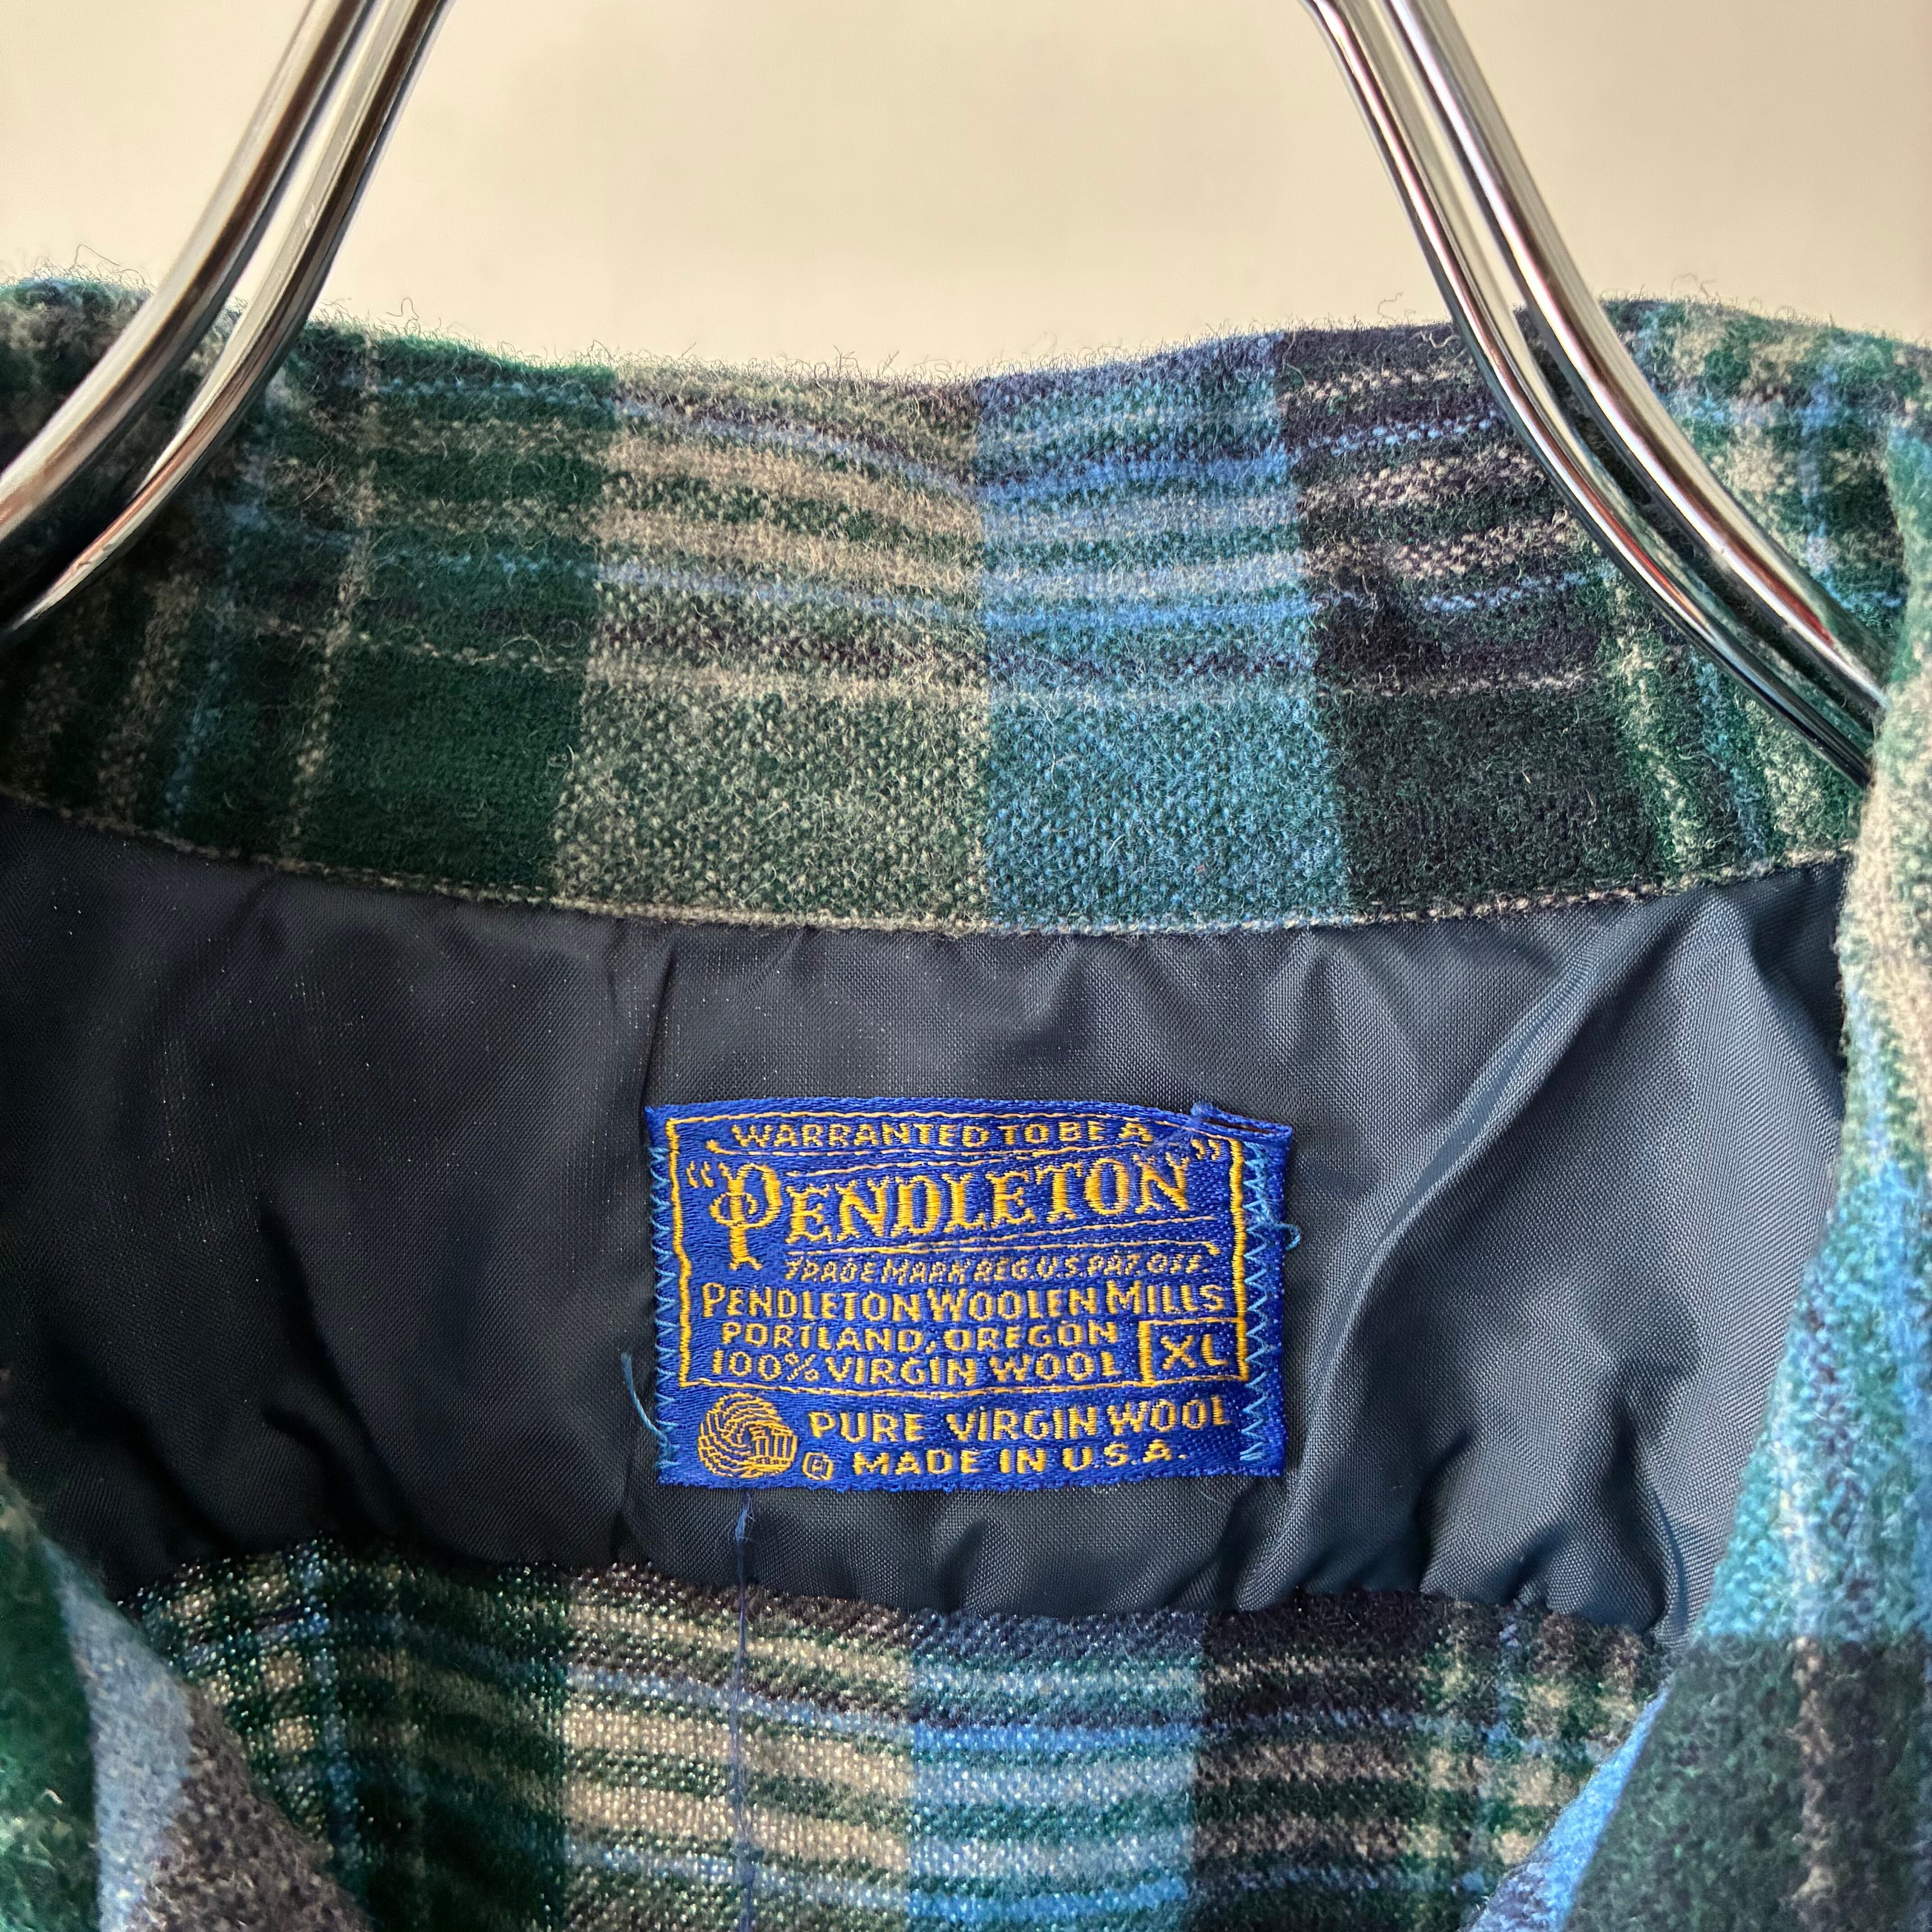 WARRANTED TO BE A
"PENDLETON"
TRADE MARK REG. U.S. PAT. OFF.
PENDLETON WOOLEN MILLS
PORTLAND, OREGON
100% VIRGIN WOOL XL
PURE VIRGIN WOOL
® MADE IN U.S.A.